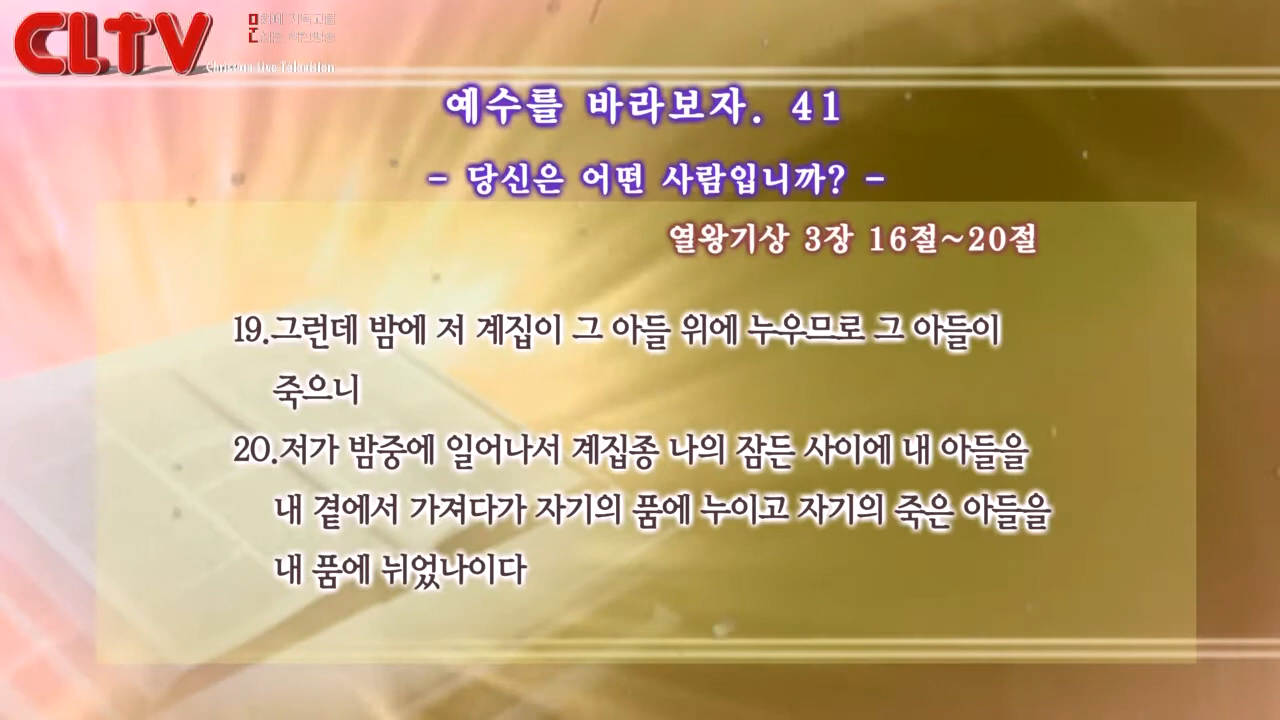 CLTV
Christian Live Television
예수를 바라보자. 41
- 당신은 어떤 사람입니까? -
열왕기상 3장 16절~20절
19.그런데 밤에 저 계집이 그 아들 위에 누우므로 그 아들이
죽으니
20.저가 밤중에 일어나서 계집종 나의 잠든 사이에 내 아들을
내 곁에서 가져다가 자기의 품에 누이고 자기의 죽은 아들을
내 품에 뉘었나이다